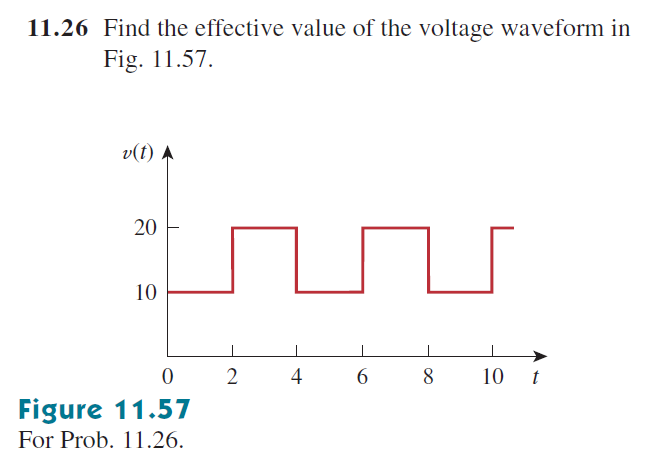 11.26 Find the effective value of the voltage waveform in
Fig. 11.57.
v(t)
20
10
0 2 4 6 8 10 t
Figure 11.57
For Prob. 11.26.